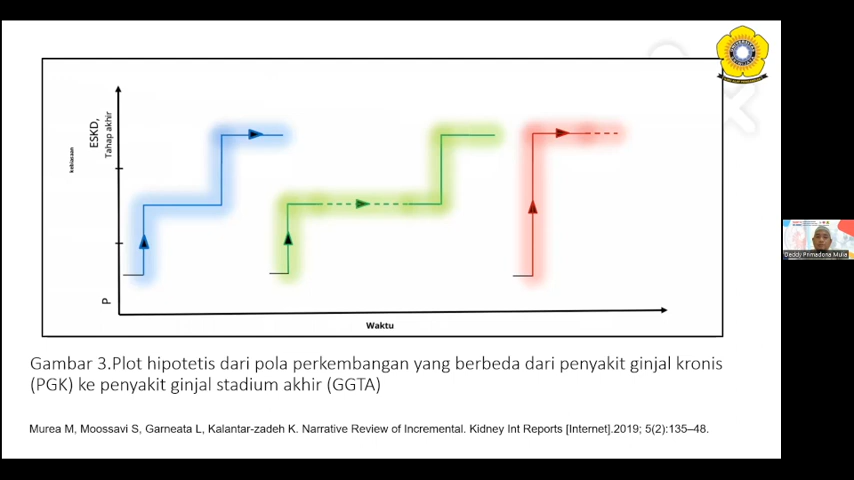 ESKD,
Tahap akhir
kebiasaan
P
Waktu
Gambar 3.Plot hipotetis dari pola perkembangan yang berbeda dari penyakit ginjal kronis
(PGK) ke penyakit ginjal stadium akhir (GGTA)
Murea M, Moossavi S, Garneata L, Kalantar-zadeh K. Narrative Review of Incremental. Kidney Int Reports [Internet].2019; 5(2):135–48.
Deddy Primadona Mulia